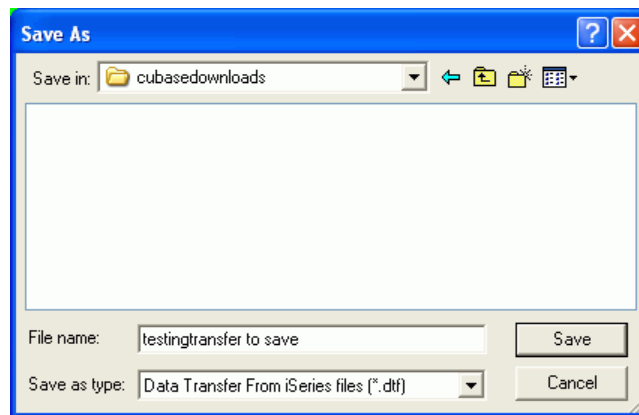 Save As
Save in: cubasedownloads
File name: testingtransfer to save Save
Save as type: Data Transfer From iSeries files (*.dtf) Cancel